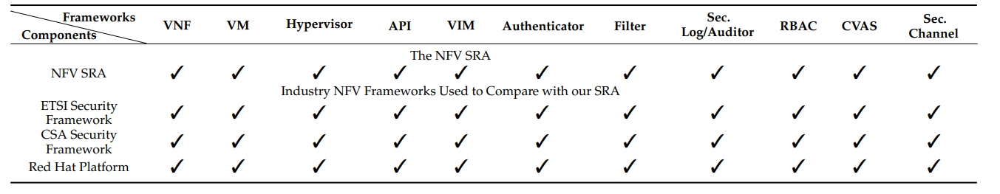 Frameworks
Components
VNF VM Hypervisor API VIM Authenticator Filter Sec. Log/Auditor RBAC CVAS Sec. Channel
The NFV SRA
NFV SRA ✓ ✓ ✓ ✓ ✓ ✓ ✓ ✓ ✓ ✓ ✓
Industry NFV Frameworks Used to Compare with our SRA
ETSI Security
Framework ✓ ✓ ✓ ✓ ✓ ✓ ✓ ✓ ✓ ✓ ✓
CSA Security
Framework ✓ ✓ ✓ ✓ ✓ ✓ ✓ ✓ ✓ ✓ ✓
Red Hat Platform ✓ ✓ ✓ ✓ ✓ ✓ ✓ ✓ ✓ ✓ ✓